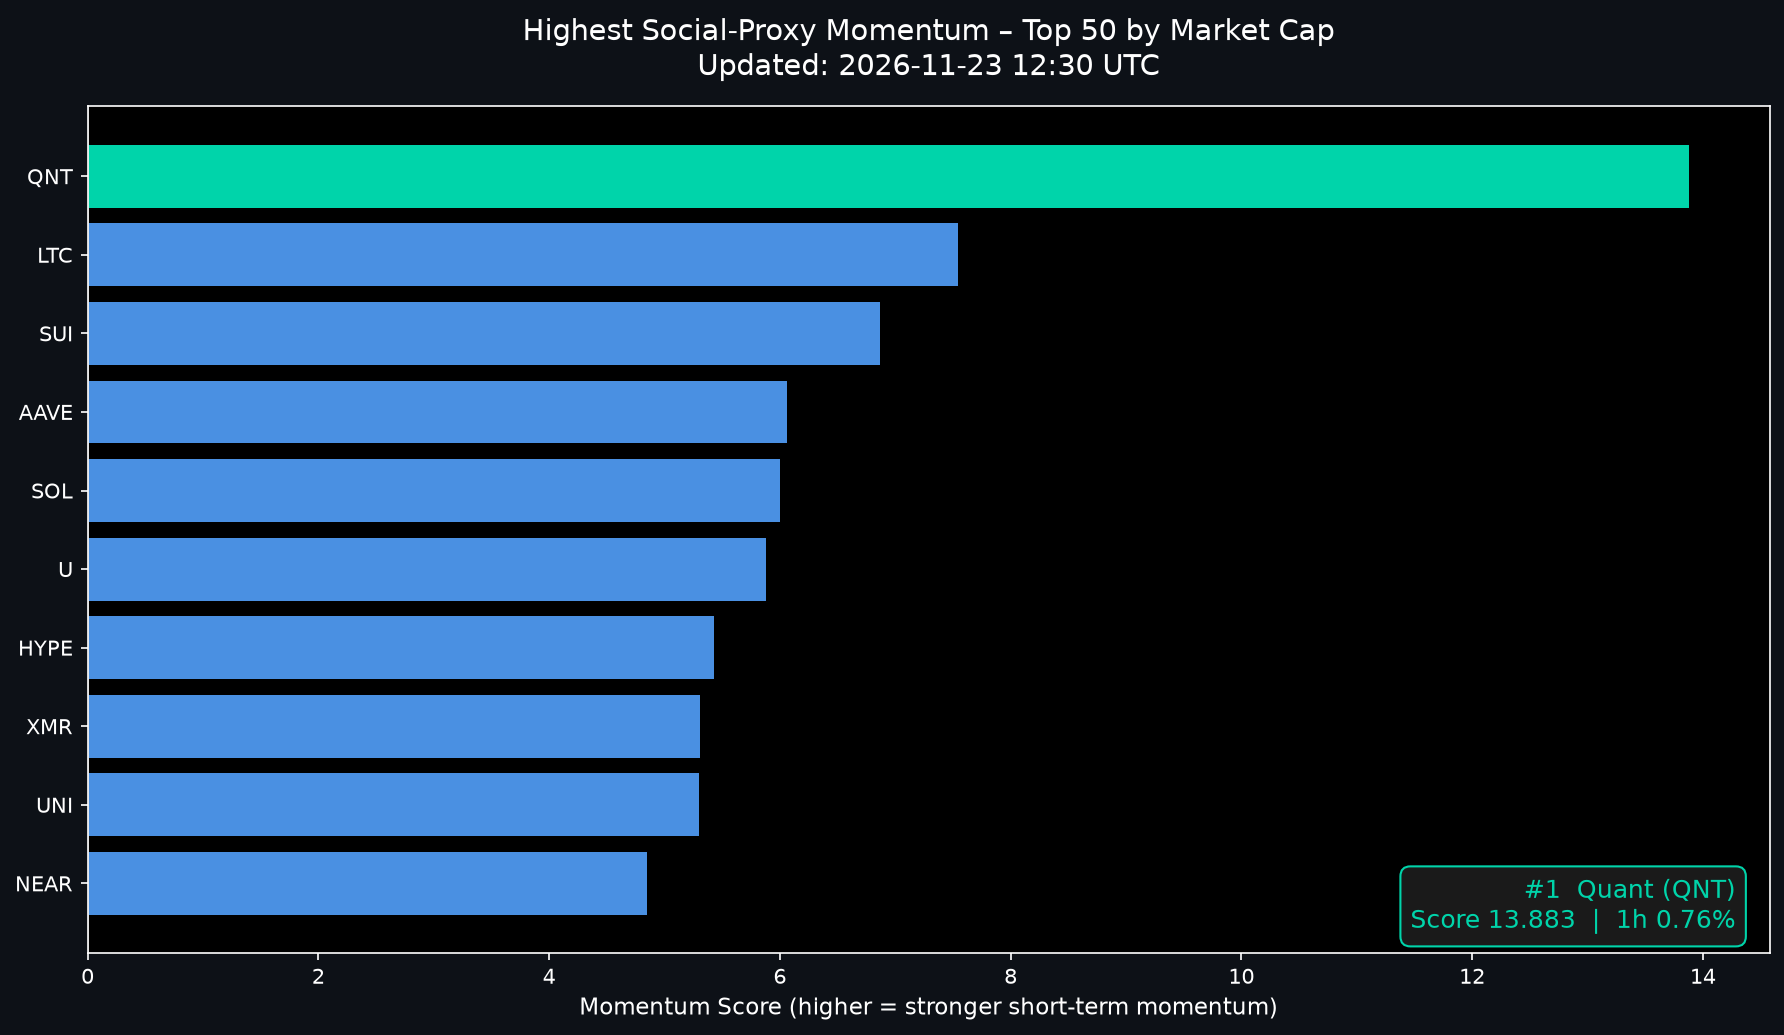 Highest Social-Proxy Momentum – Top 50 by Market Cap
Updated: 2026-11-23 12:30 UTC
QNT
LTC
SUI
AAVE
SOL
U
HYPE
XMR
UNI
NEAR
#1 Quant (QNT)
Score 13.883 | 1h 0.76%
0 2 4 6 8 10 12 14
Momentum Score (higher = stronger short-term momentum)